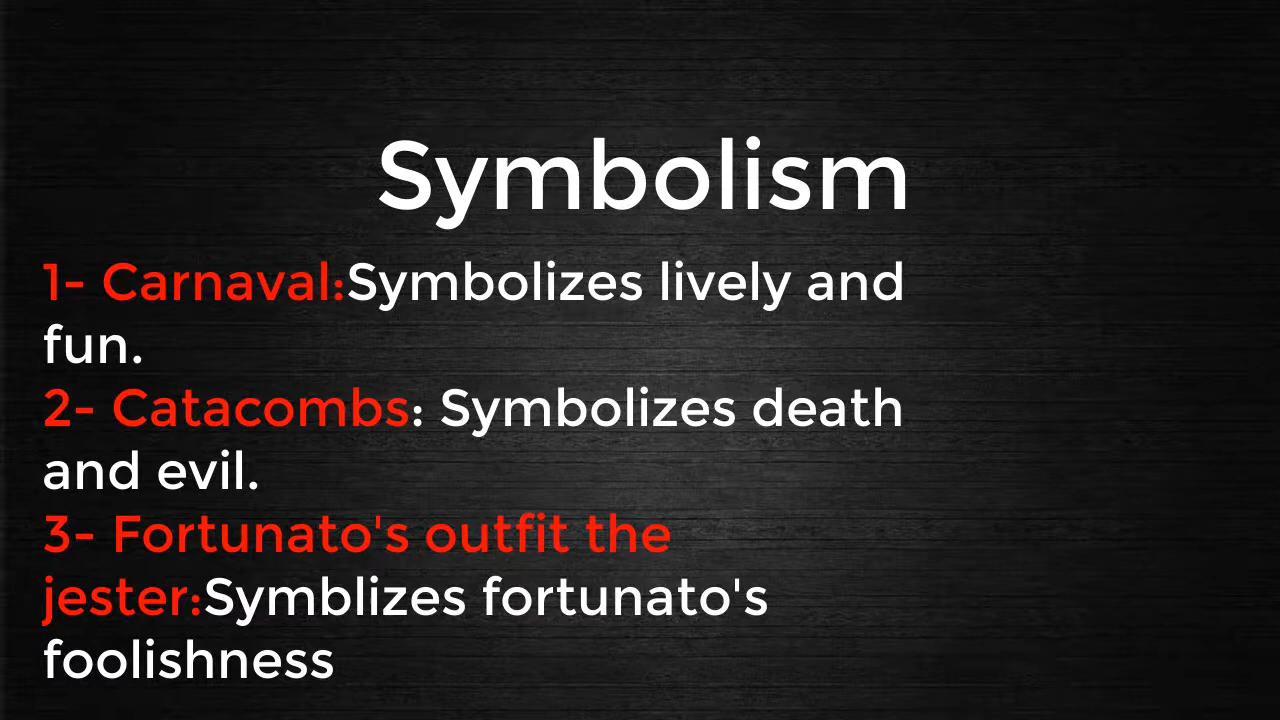 Symbolism
1- Carnaval:Symbolizes lively and
fun.
2- Catacombs: Symbolizes death
and evil.
3- Fortunato's outfit the
jester:Symblizes fortunato's
foolishness